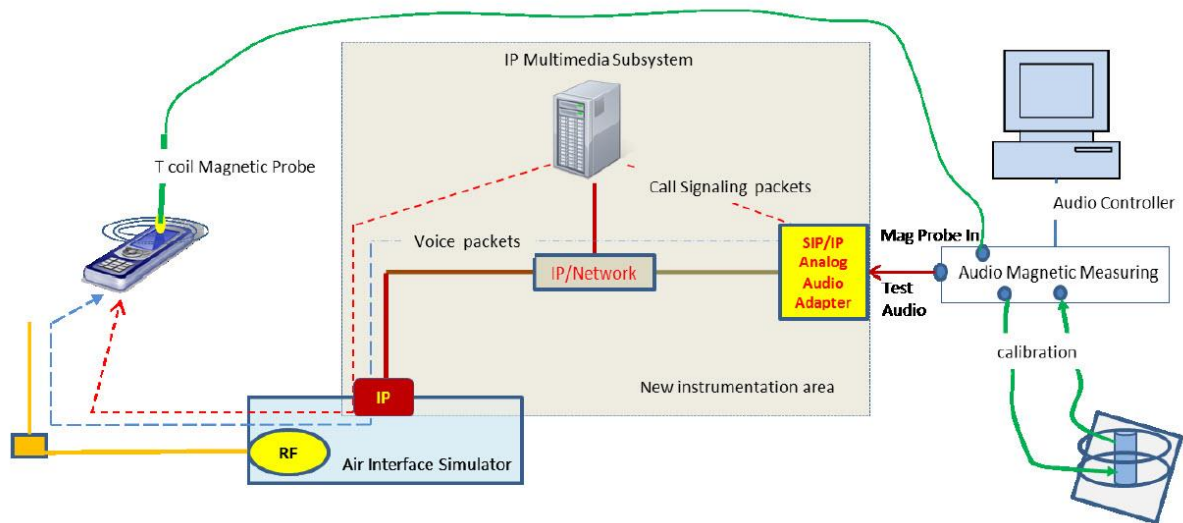 IP Multimedia Subsystem
T coil Magnetic Probe
Call Signaling packets
Audio Controller
Voice packets
SIP/IP
Analog
Audio
Adapter
Mag Probe In
IP/Network
Audio Magnetic Measuring
Test
Audio
calibration
New instrumentation area
IP
RF
Air Interface Simulator